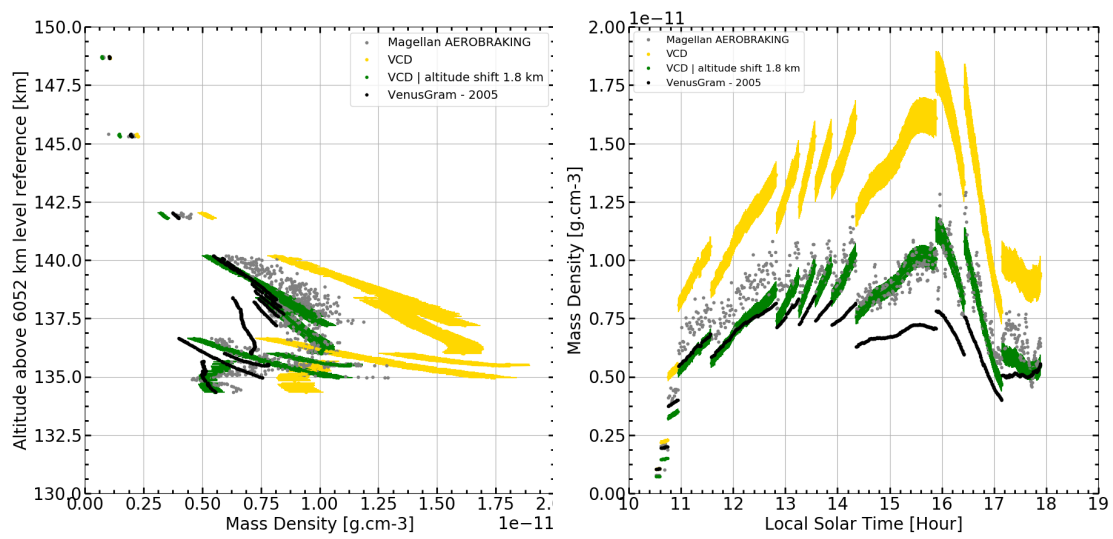 150.0
147.5
145.0
142.5
140.0
137.5
135.0
132.5
130.0
Altitude above 6052 km level reference [km]
Magellan AEROBRAKING
VCD
VCD | altitude shift 1.8 km
VenusGram - 2005
0.00 0.25 0.50 0.75 1.00 1.25 1.50 1.75 2.
Mass Density [g.cm-3]
1e−11
1e−11
2.00
1.75
1.50
1.25
1.00
0.75
0.50
0.25
0.00
Mass Density [g.cm-3]
Magellan AEROBRAKING
VCD
VCD | altitude shift 1.8 km
VenusGram - 2005
10 11 12 13 14 15 16 17 18 19
Local Solar Time [Hour]